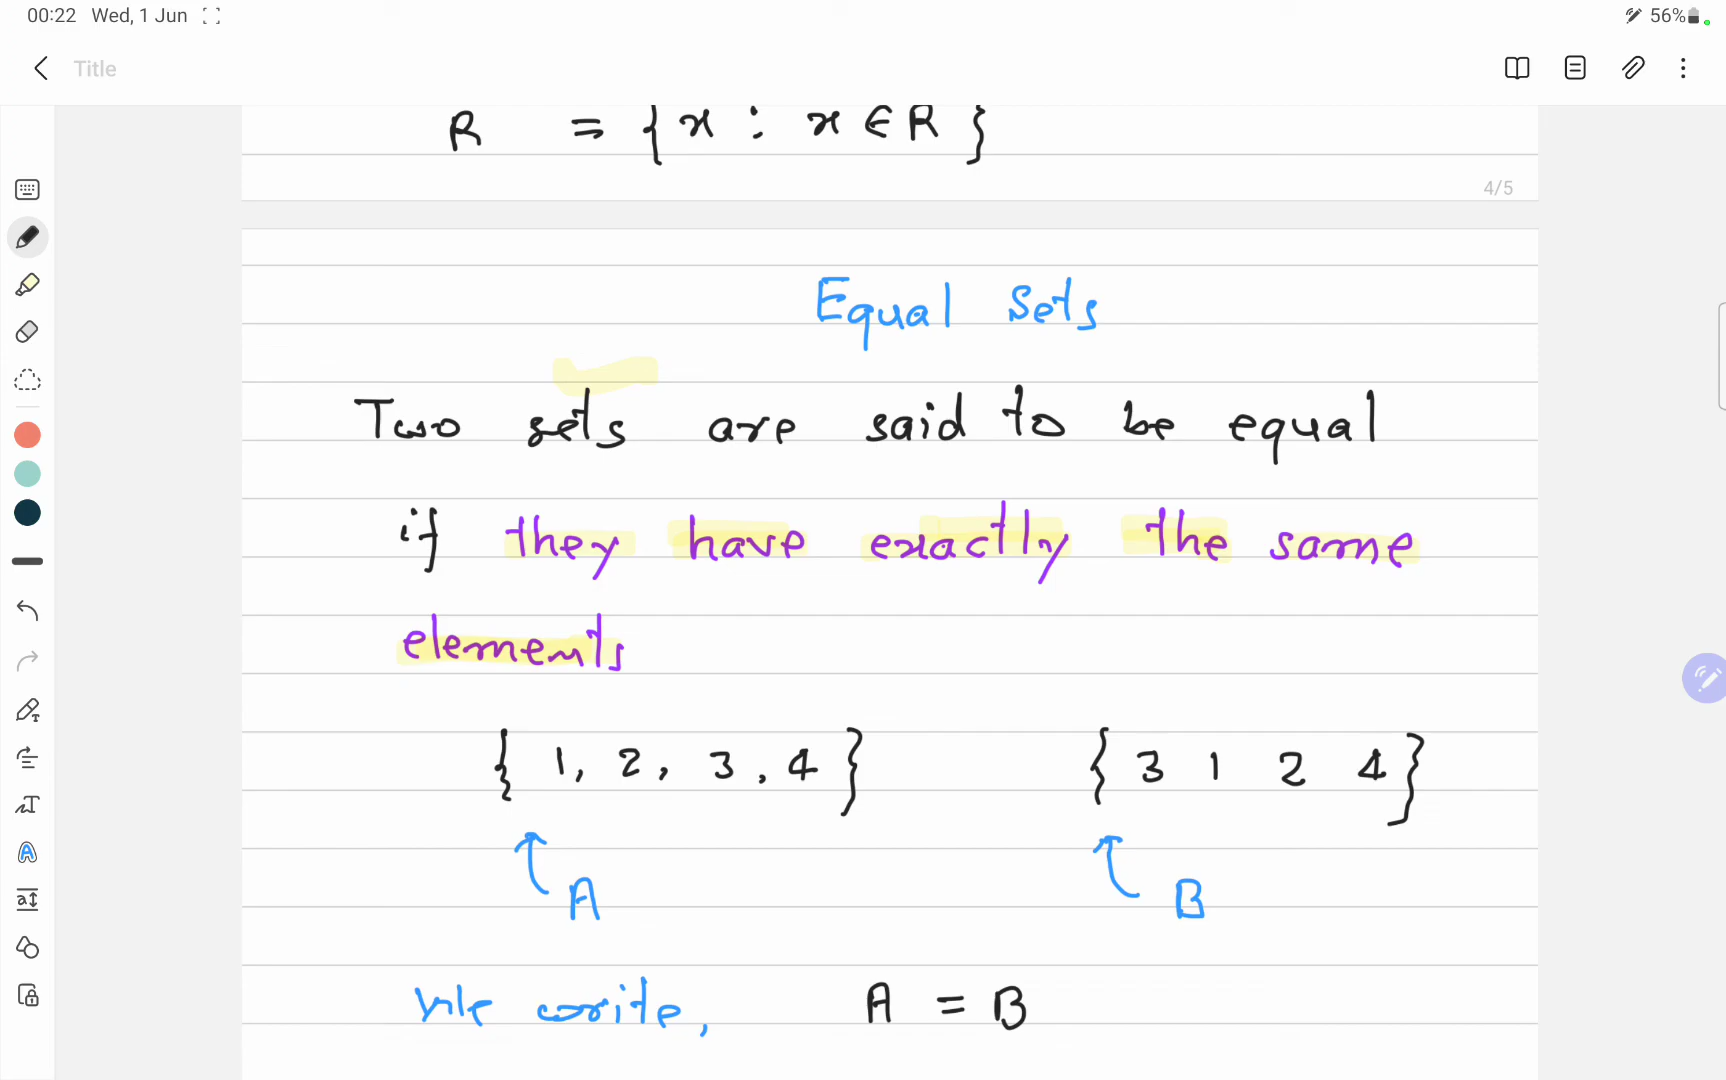 00:22 Wed, 1 Jun 56%
Title
R = { x : x ∈ R }
4/5
Equal Sets
Two sets are said to be equal
if they have exactly the same
elements
{ 1, 2, 3, 4 } { 3 1 2 4 }
A B
We write, A = B